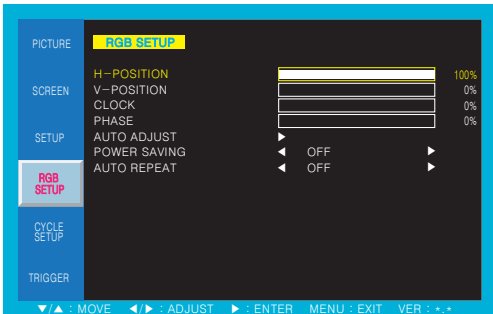 PICTURE
SCREEN
SETUP
RGB
SETUP
CYCLE
SETUP
TRIGGER
RGB SETUP
H-POSITION 100%
V-POSITION 0%
CLOCK 0%
PHASE 0%
AUTO ADJUST ▶
POWER SAVING ◀ OFF ▶
AUTO REPEAT ◀ OFF ▶
▼/▲ : MOVE ◀/▶ : ADJUST ▶ : ENTER MENU : EXIT VER : *.*